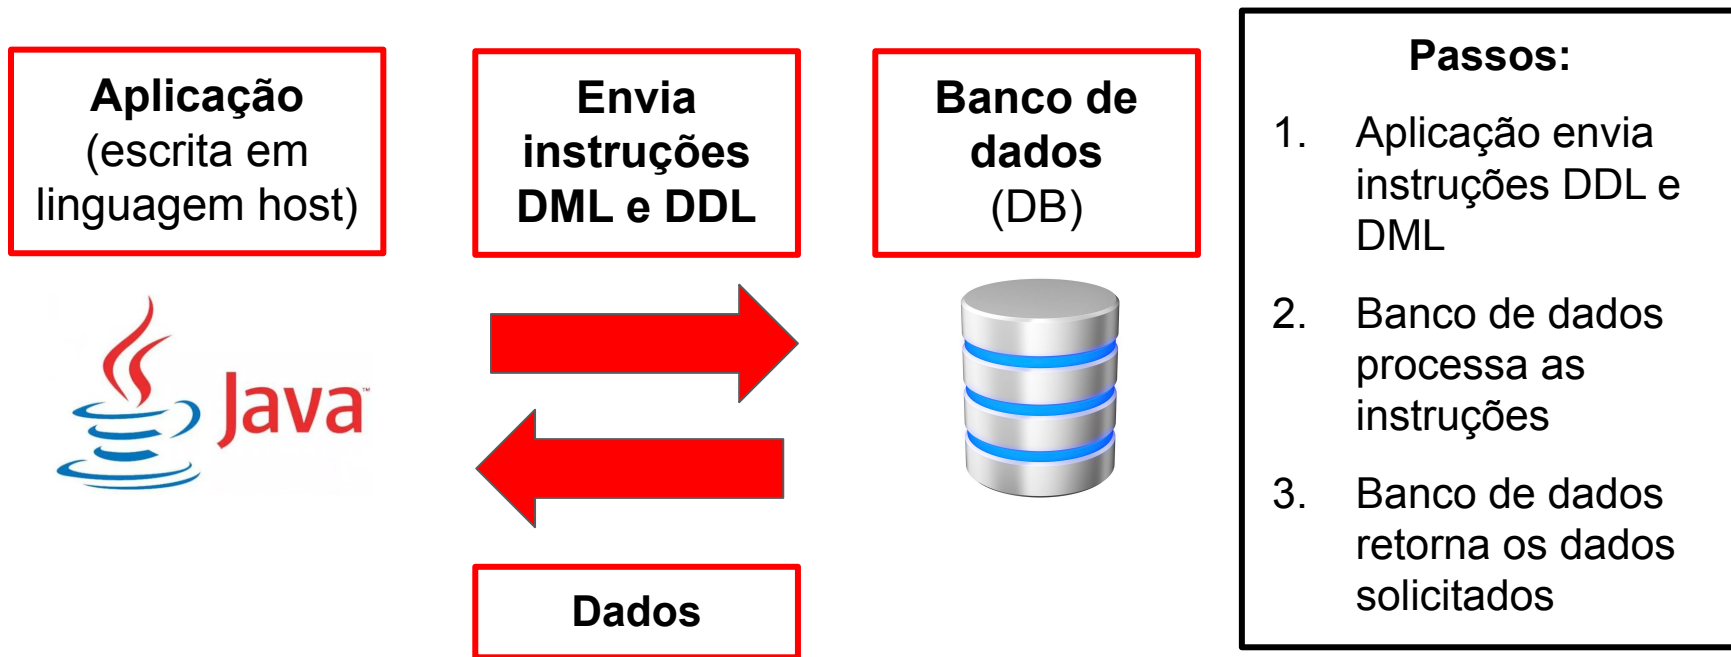 Aplicação
(escrita em
linguagem host)
Envia
instruções
DML e DDL
Banco de
dados
(DB)
Java™
Dados
Passos:
1. Aplicação envia
instruções DDL e
DML
2. Banco de dados
processa as
instruções
3. Banco de dados
retorna os dados
solicitados